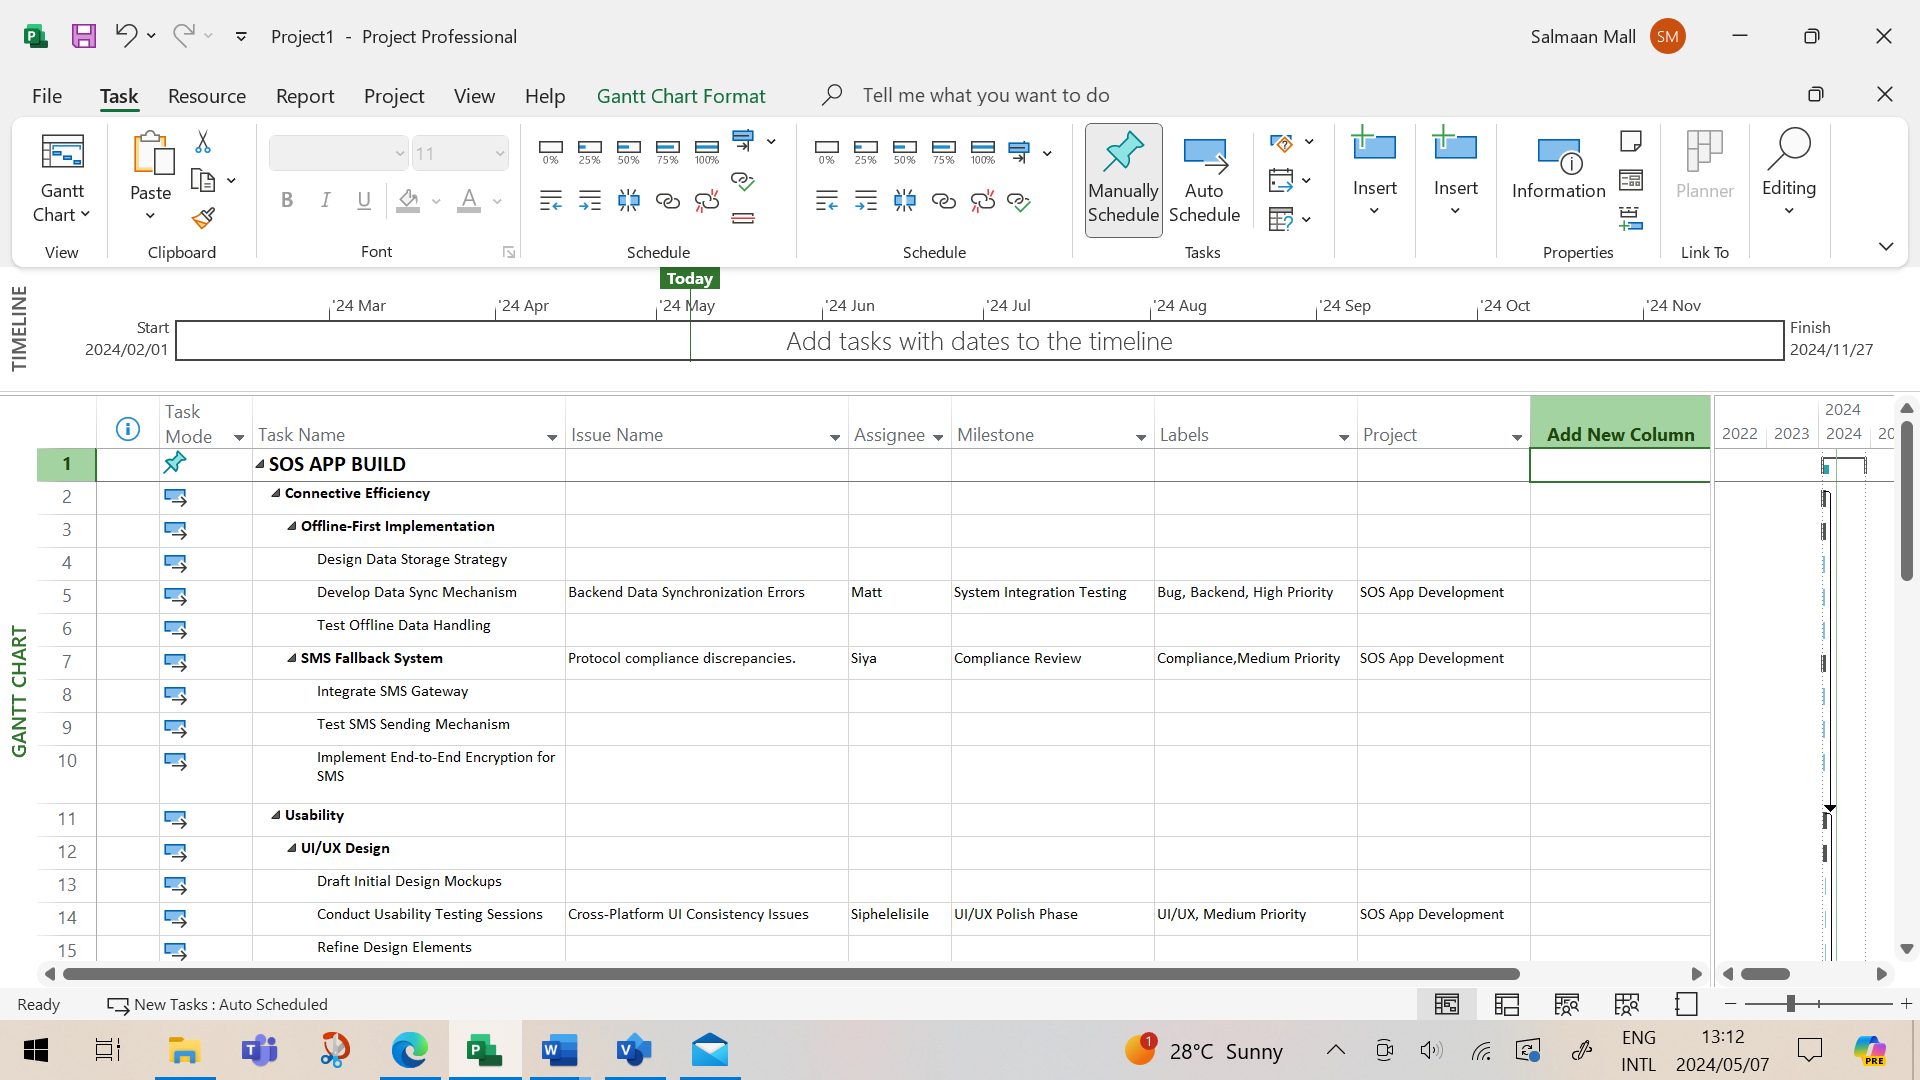 Project1 - Project Professional
Salmaan Mall
SM
File Task Resource Report Project View Help Gantt Chart Format Tell me what you want to do
Gantt
Chart
View
Paste
Clipboard
11
B I U A
Font
0% 25% 50% 75% 100%
Schedule
0% 25% 50% 75% 100%
Schedule
Manually
Schedule
Auto
Schedule
Tasks
Insert
Insert
Information
Properties
Planner
Link To
Editing
TIMELINE
Today
'24 Mar '24 Apr '24 May '24 Jun '24 Jul '24 Aug '24 Sep '24 Oct '24 Nov
Start
2024/02/01
Add tasks with dates to the timeline
Finish
2024/11/27
GANTT CHART
Task
Mode Task Name Issue Name Assignee Milestone Labels Project Add New Column
2024
2022 2023 2024 20
1 SOS APP BUILD
2 Connective Efficiency
3 Offline-First Implementation
4 Design Data Storage Strategy
5 Develop Data Sync Mechanism Backend Data Synchronization Errors Matt System Integration Testing Bug, Backend, High Priority SOS App Development
6 Test Offline Data Handling
7 SMS Fallback System Protocol compliance discrepancies. Siya Compliance Review Compliance,Medium Priority SOS App Development
8 Integrate SMS Gateway
9 Test SMS Sending Mechanism
10 Implement End-to-End Encryption for
SMS
11 Usability
12 UI/UX Design
13 Draft Initial Design Mockups
14 Conduct Usability Testing Sessions Cross-Platform UI Consistency Issues Siphelelisile UI/UX Polish Phase UI/UX, Medium Priority SOS App Development
15 Refine Design Elements
Ready New Tasks : Auto Scheduled
1
28°C Sunny
ENG
INTL
13:12
2024/05/07
PRE